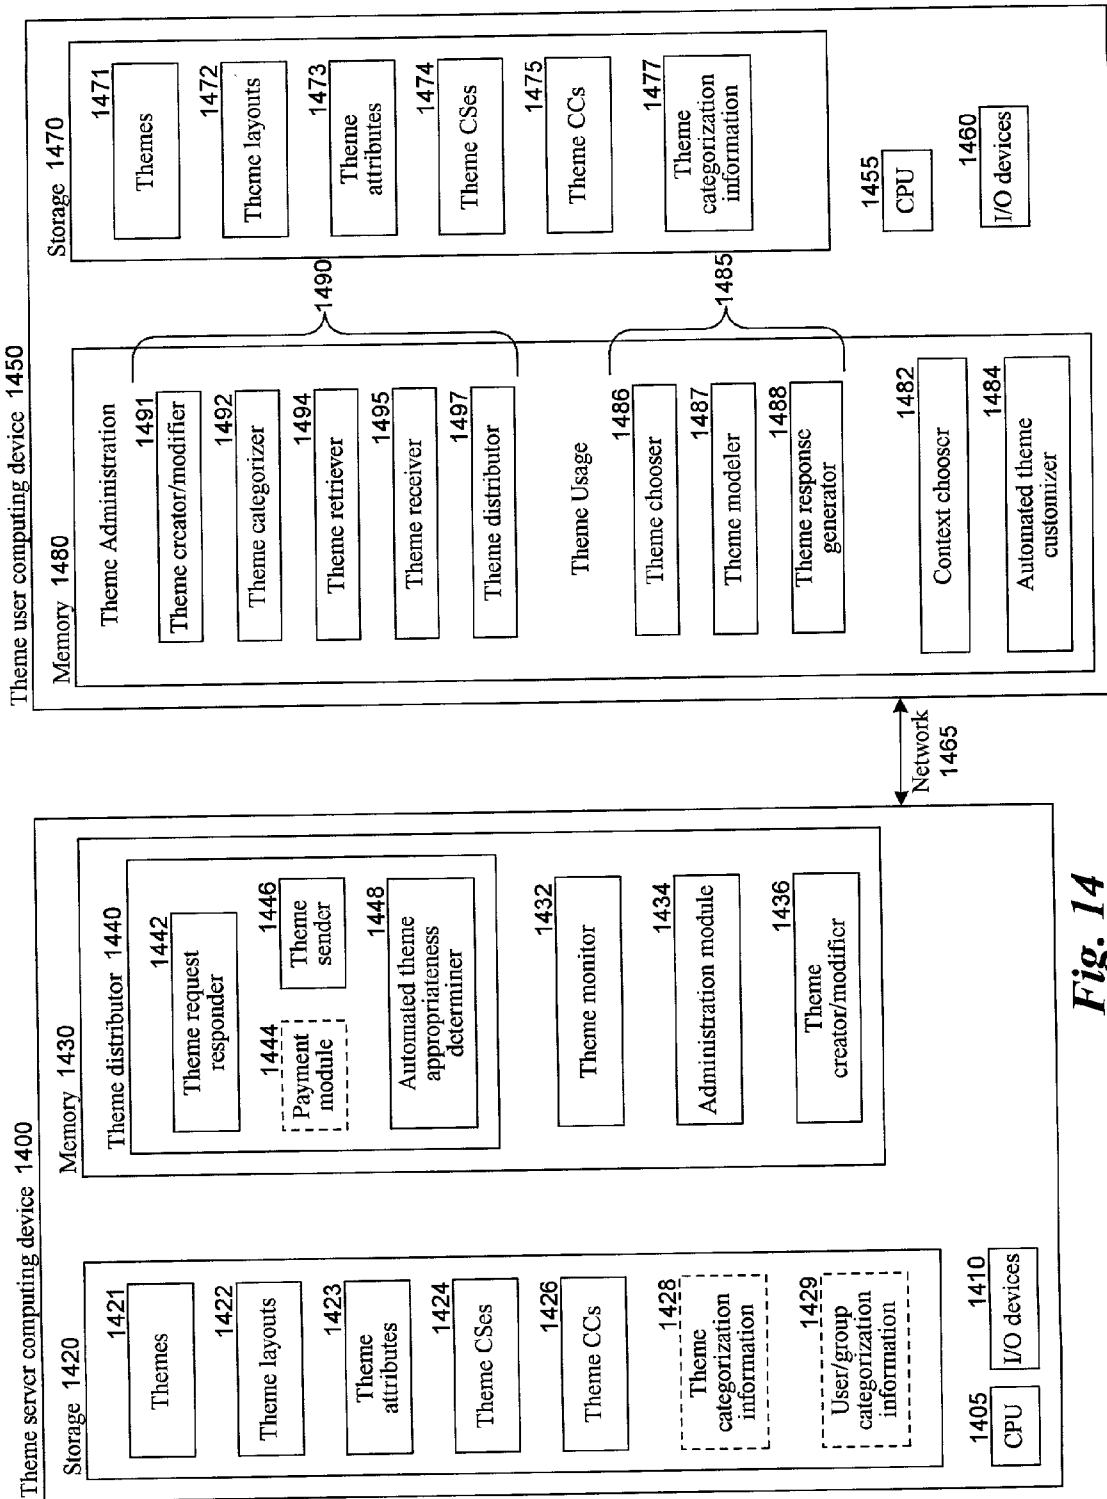 Theme server computing device 1400
Storage 1420
1421
Themes
1422
Theme layouts
1423
Theme
attributes
1424
Theme CSes
1426
Theme CCs
1428
Theme
categorization
information
1429
User/group
categorization
information
1405
CPU
1410
I/O devices
Memory 1430
Theme distributor 1440
1442
Theme request
responder
1444
Payment
module
1446
Theme
sender
1448
Automated theme
appropriateness
determiner
1432
Theme monitor
1434
Administration module
1436
Theme
creator/modifier
Network
1465
Theme user computing device 1450
Memory 1480
Theme Administration
1491
Theme creator/modifier
1492
Theme categorizer
1494
Theme retriever
1495
Theme receiver
1497
Theme distributor
1490
Theme Usage
1486
Theme chooser
1487
Theme modeler
1488
Theme response
generator
1485
1482
Context chooser
1484
Automated theme
customizer
Storage 1470
1471
Themes
1472
Theme layouts
1473
Theme
attributes
1474
Theme CSes
1475
Theme CCs
1477
Theme
categorization
information
1455
CPU
1460
I/O devices
Fig. 14